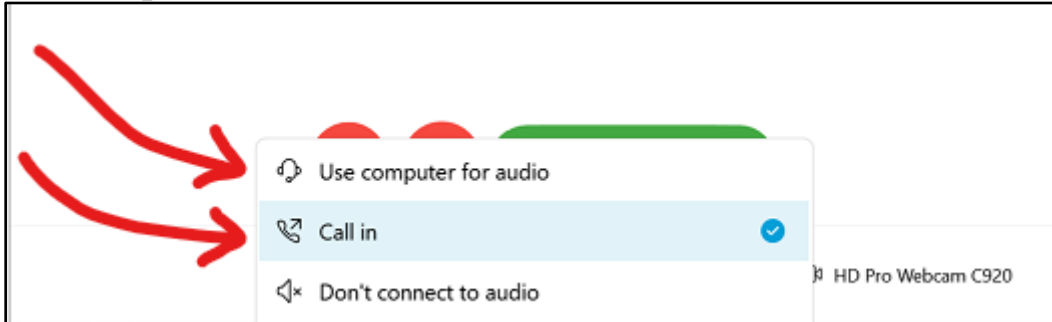 Use computer for audio
Call in
Don't connect to audio
HD Pro Webcam C920